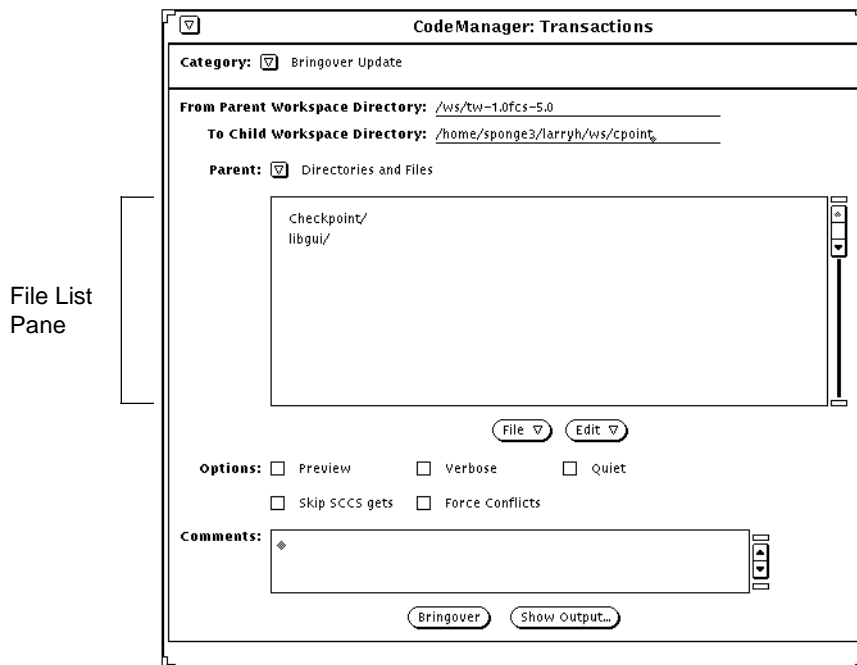 CodeManager: Transactions
Category: Bringover Update
From Parent Workspace Directory: /ws/tw-1.0fcs-5.0
To Child Workspace Directory: /home/sponge3/larryh/ws/cpoint
Parent: Directories and Files
Checkpoint/
libgui/
File List
Pane
File Edit
Options: Preview Verbose Quiet
Skip SCCS gets Force Conflicts
Comments:
Bringover Show Output...